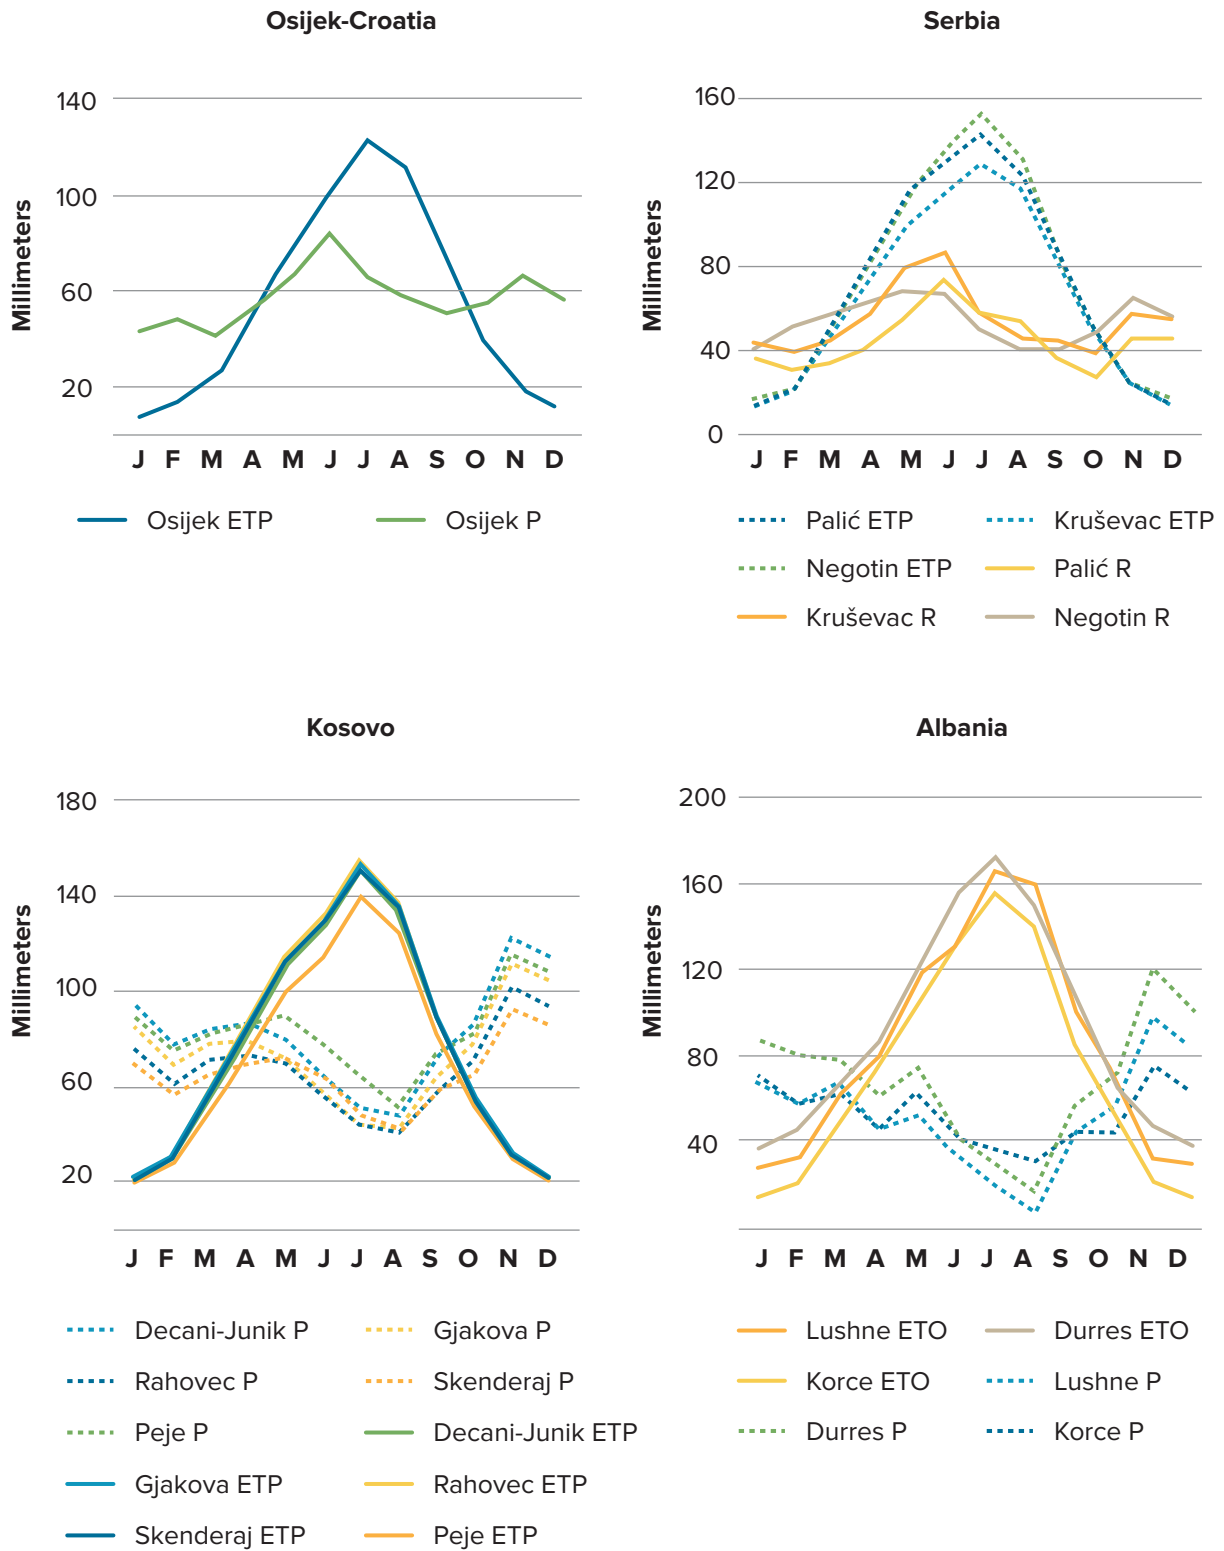 Osijek-Croatia
Millimeters
140
100
60
20
J F M A M J J A S O N D
Osijek ETP Osijek P
Serbia
Millimeters
160
120
80
40
0
J F M A M J J A S O N D
Palić ETP Kruševac ETP
Negotin ETP Palić R
Kruševac R Negotin R
Kosovo
Millimeters
180
140
100
60
20
J F M A M J J A S O N D
Decani-Junik P Gjakova P
Rahovec P Skenderaj P
Peje P Decani-Junik ETP
Gjakova ETP Rahovec ETP
Skenderaj ETP Peje ETP
Albania
Millimeters
200
160
120
80
40
J F M A M J J A S O N D
Lushne ETO Durres ETO
Korce ETO Lushne P
Durres P Korce P